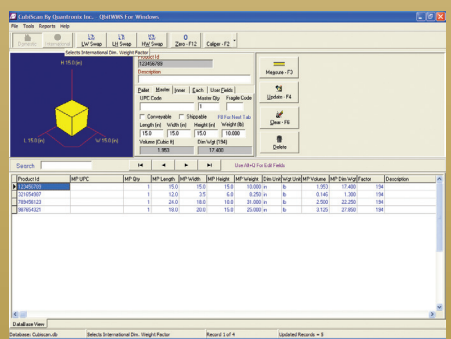 CubiScan By Quantronix Inc. QbitWMS For Windows
File Tools Reports Help
Domestic International LW Swap LH Swap HW Swap Zero - F12 Caliper - F2
Selects International Dim. Weight Factor
H 15.0(in)
L 15.0(in)
W 15.0(in)
Product Id
123456789
Description
Pallet Master Inner Each User Fields
UPC Code Master Qty Fragile Code
1
Conveyable Shippable F8 For Next Tab
Length (in) Width (in) Height (in) Weight (lb)
15.0 15.0 15.0 10.000
Volume (Cubic ft) Dim Wgt (194)
1.953 17.400
Measure - F3
Update - F4
Clear - F6
Delete
Search
Use Alt+Q For Edit Fields
Product Id MP UPC MP Qty MP Length MP Width MP Height MP Weight Dim Unit Wgt Unit MP Volume MP Dim Wgt Factor Description
123456789 1 15.0 15.0 15.0 10.000 in lb 1.953 17.400 194
321654987 1 12.0 3.5 6.0 8.250 in lb 0.146 1.300 194
789456123 1 24.0 10.0 18.0 31.000 in lb 2.500 22.250 194
987654321 1 18.0 20.0 15.0 25.000 in lb 3.125 27.850 194
DataBase View
Database: Cubiscan.db Selects International Dim. Weight Factor Record 1 of 4 Updated Records = 0